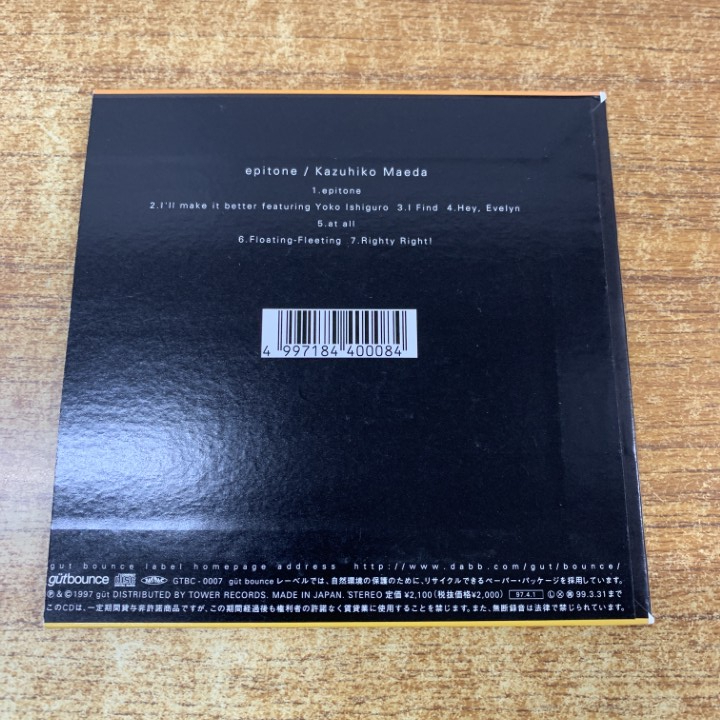 epitone / Kazuhiko Maeda
1.epitone
2.I'll make it better featuring Yoko Ishiguro 3.I Find 4.Hey, Evelyn
5.at all
6.Floating-Fleeting 7.Righty Right!
4 997184 400084
gut bounce label homepage address http://www.dabb.com/gut/bounce/
gütbounce GTBC-0007 güt bounce レーベルでは、自然環境の保護のために、リサイクルできるペーパー・パッケージを採用しています。
Ⓟ&©1997 güt DISTRIBUTED BY TOWER RECORDS. MADE IN JAPAN. STEREO 定価 ¥2,100(税抜価格¥2,000) 97.4.1 Ⓛ Ⓧ 99.3.31まで
このCDは、一定期間貸与非許諾商品ですが、この期間経過後も権利者の許諾なく賃貸業に使用することを禁じます。また、無断録音は法律で禁じられています。